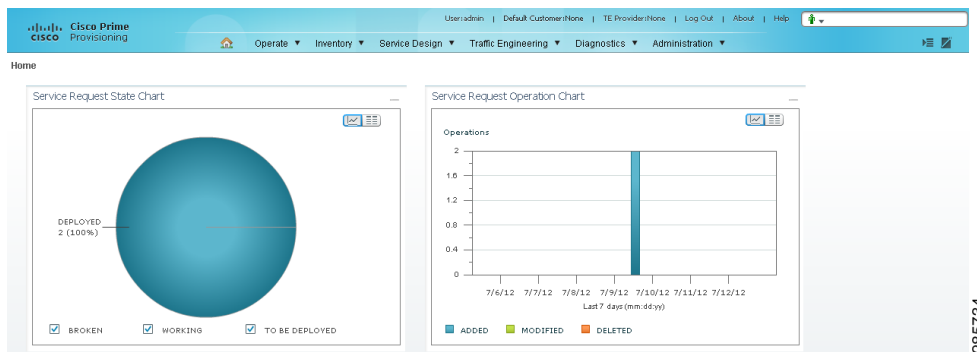 User:admin | Default Customer:None | TE Provider:None | Log Out | About | Help
CISCO Cisco Prime
Provisioning
Operate Inventory Service Design Traffic Engineering Diagnostics Administration
Home
Service Request State Chart
DEPLOYED
2 (100%)
BROKEN WORKING TO BE DEPLOYED
Service Request Operation Chart
Operations
2
1.6
1.2
0.8
0.4
0
7/6/12 7/7/12 7/8/12 7/9/12 7/10/12 7/11/12 7/12/12
Last 7 days (mm:dd:yy)
ADDED MODIFIED DELETED